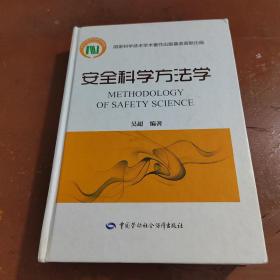 国家科学技术学术著作出版基金资助出版
安全科学方法学
METHODOLOGY
OF SAFETY SCIENCE
吴超 编著
中国劳动社会保障出版社